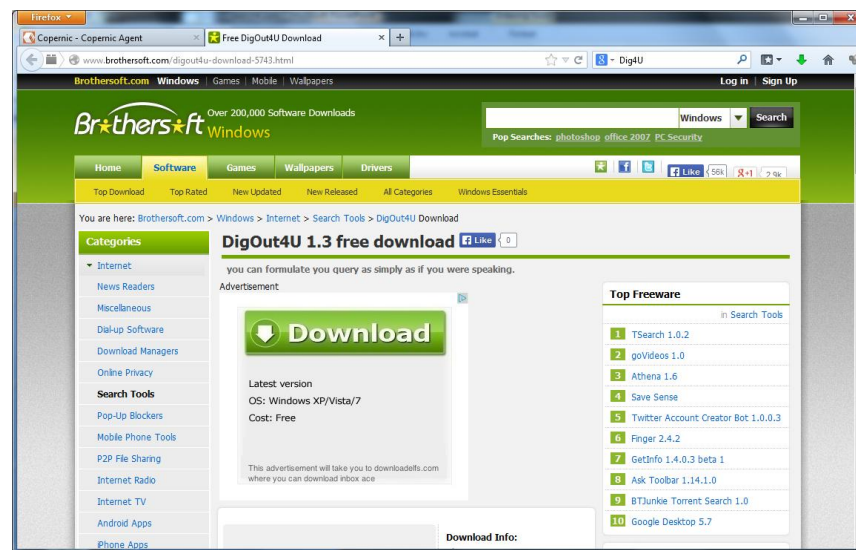 Firefox
Copernic - Copernic Agent
Free DigOut4U Download
www.brothersoft.com/digout4u-download-5743.html
Dig4U
Brothersoft.com Windows | Games | Mobile | Wallpapers
Log in | Sign Up
Brothersoft
Over 200,000 Software Downloads
Windows
Windows
Search
Pop Searches: photoshop office 2007 PC Security
Home Software Games Wallpapers Drivers
Like 56k +1 2.9k
Top Download Top Rated New Updated New Released All Categories Windows Essentials
You are here: Brothersoft.com > Windows > Internet > Search Tools > DigOut4U Download
Categories
Internet
News Readers
Miscellaneous
Dial-up Software
Download Managers
Online Privacy
Search Tools
Pop-Up Blockers
Mobile Phone Tools
P2P File Sharing
Internet Radio
Internet TV
Android Apps
iPhone Apps
DigOut4U 1.3 free download Like 0
you can formulate you query as simply as if you were speaking.
Advertisement
Download
Latest version
OS: Windows XP/Vista/7
Cost: Free
This advertisement will take you to downloadelfs.com
where you can download inbox ace
Download Info:
Top Freeware
in Search Tools
1 TSearch 1.0.2
2 goVideos 1.0
3 Athena 1.6
4 Save Sense
5 Twitter Account Creator Bot 1.0.0.3
6 Finger 2.4.2
7 GetInfo 1.4.0.3 beta 1
8 Ask Toolbar 1.14.1.0
9 BTJunkie Torrent Search 1.0
10 Google Desktop 5.7